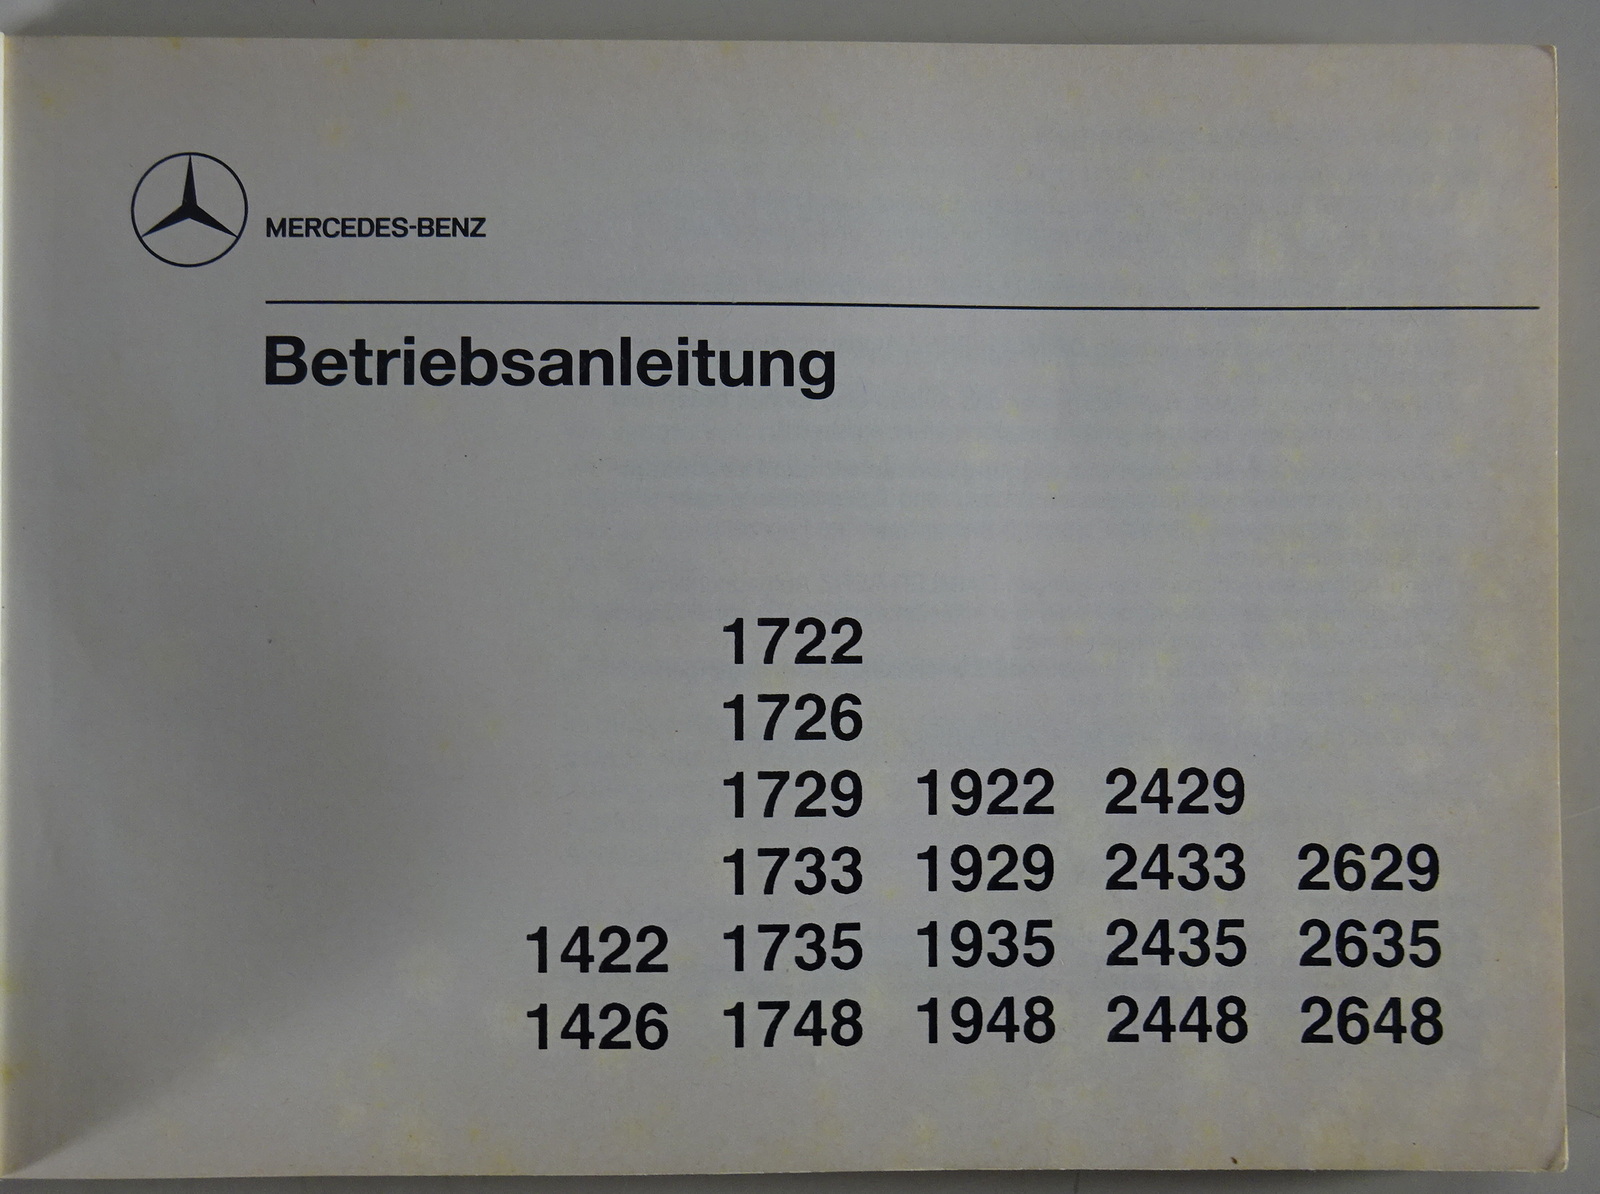 MERCEDES-BENZ
Betriebsanleitung
1722
1726
1729 1922 2429
1733 1929 2433 2629
1422 1735 1935 2435 2635
1426 1748 1948 2448 2648